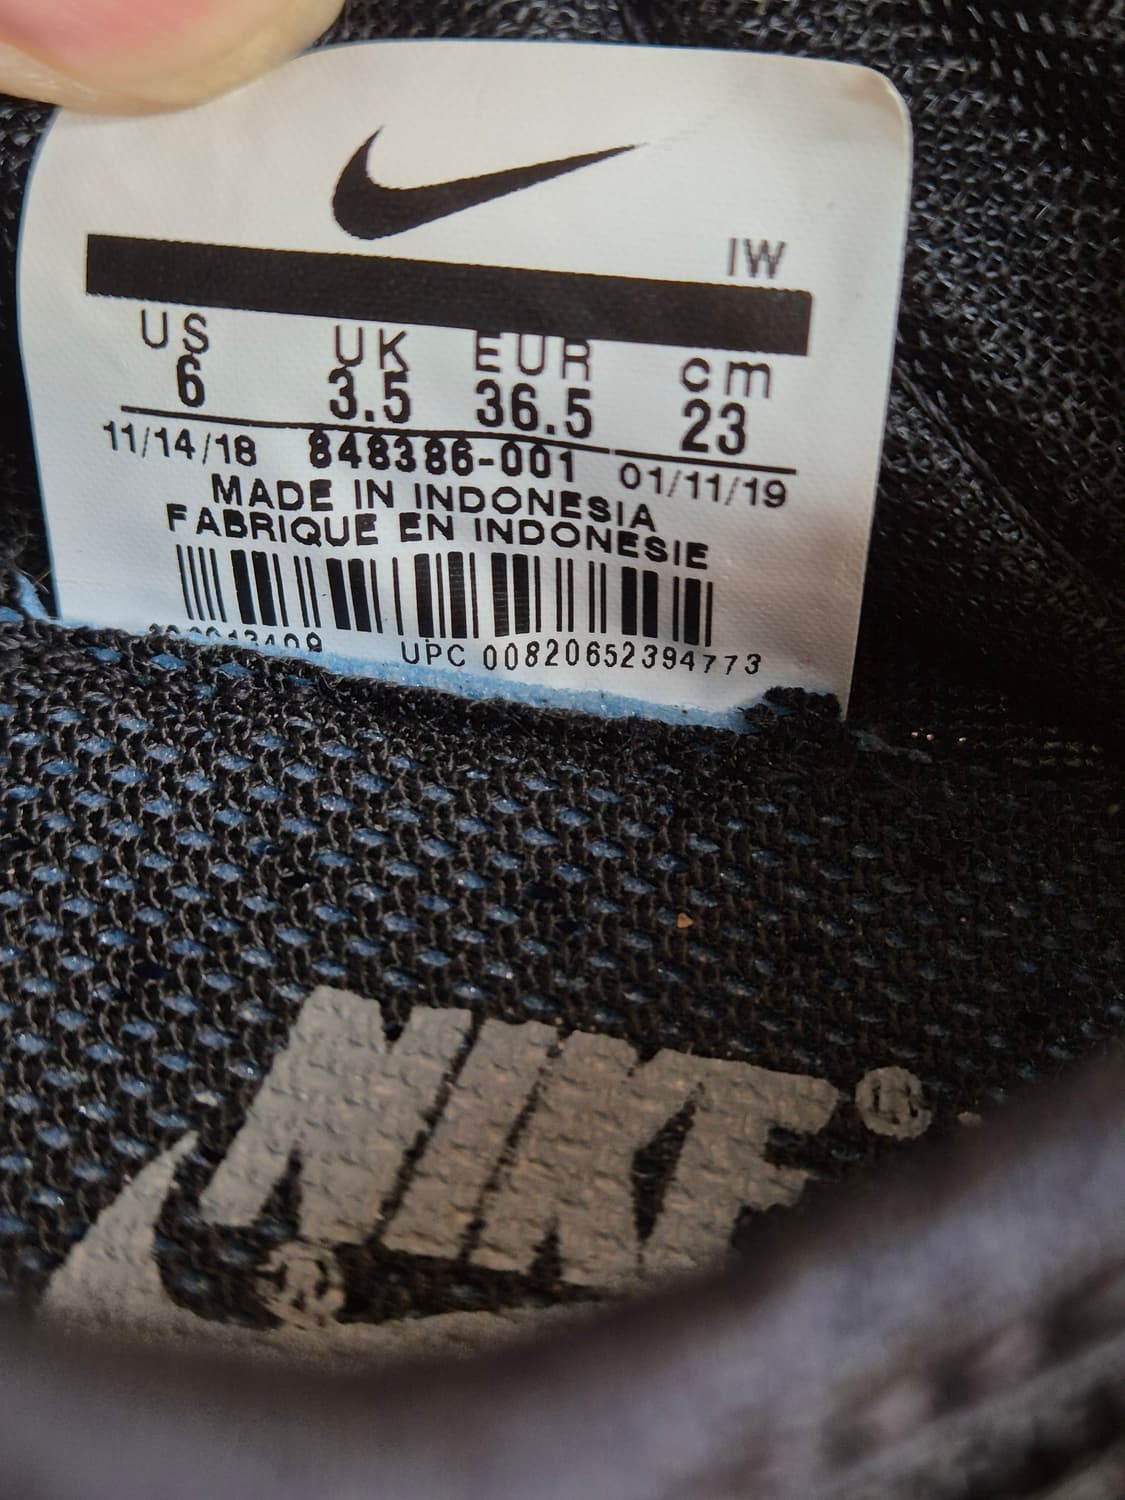 IW
US UK EUR cm
6 3.5 36.5 23
11/14/18 848386-001 01/11/19
MADE IN INDONESIA
FABRIQUE EN INDONESIE
UPC 00820652394773
NIKE®